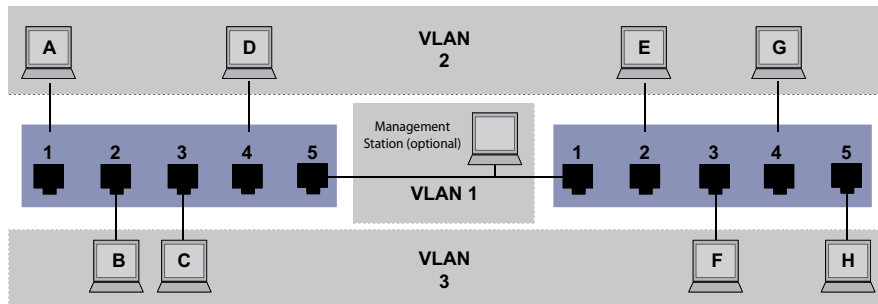 A
D
VLAN
2
E
G
1
2
3
4
5
Management
Station (optional)
VLAN 1
1
2
3
4
5
B
C
VLAN
3
F
H